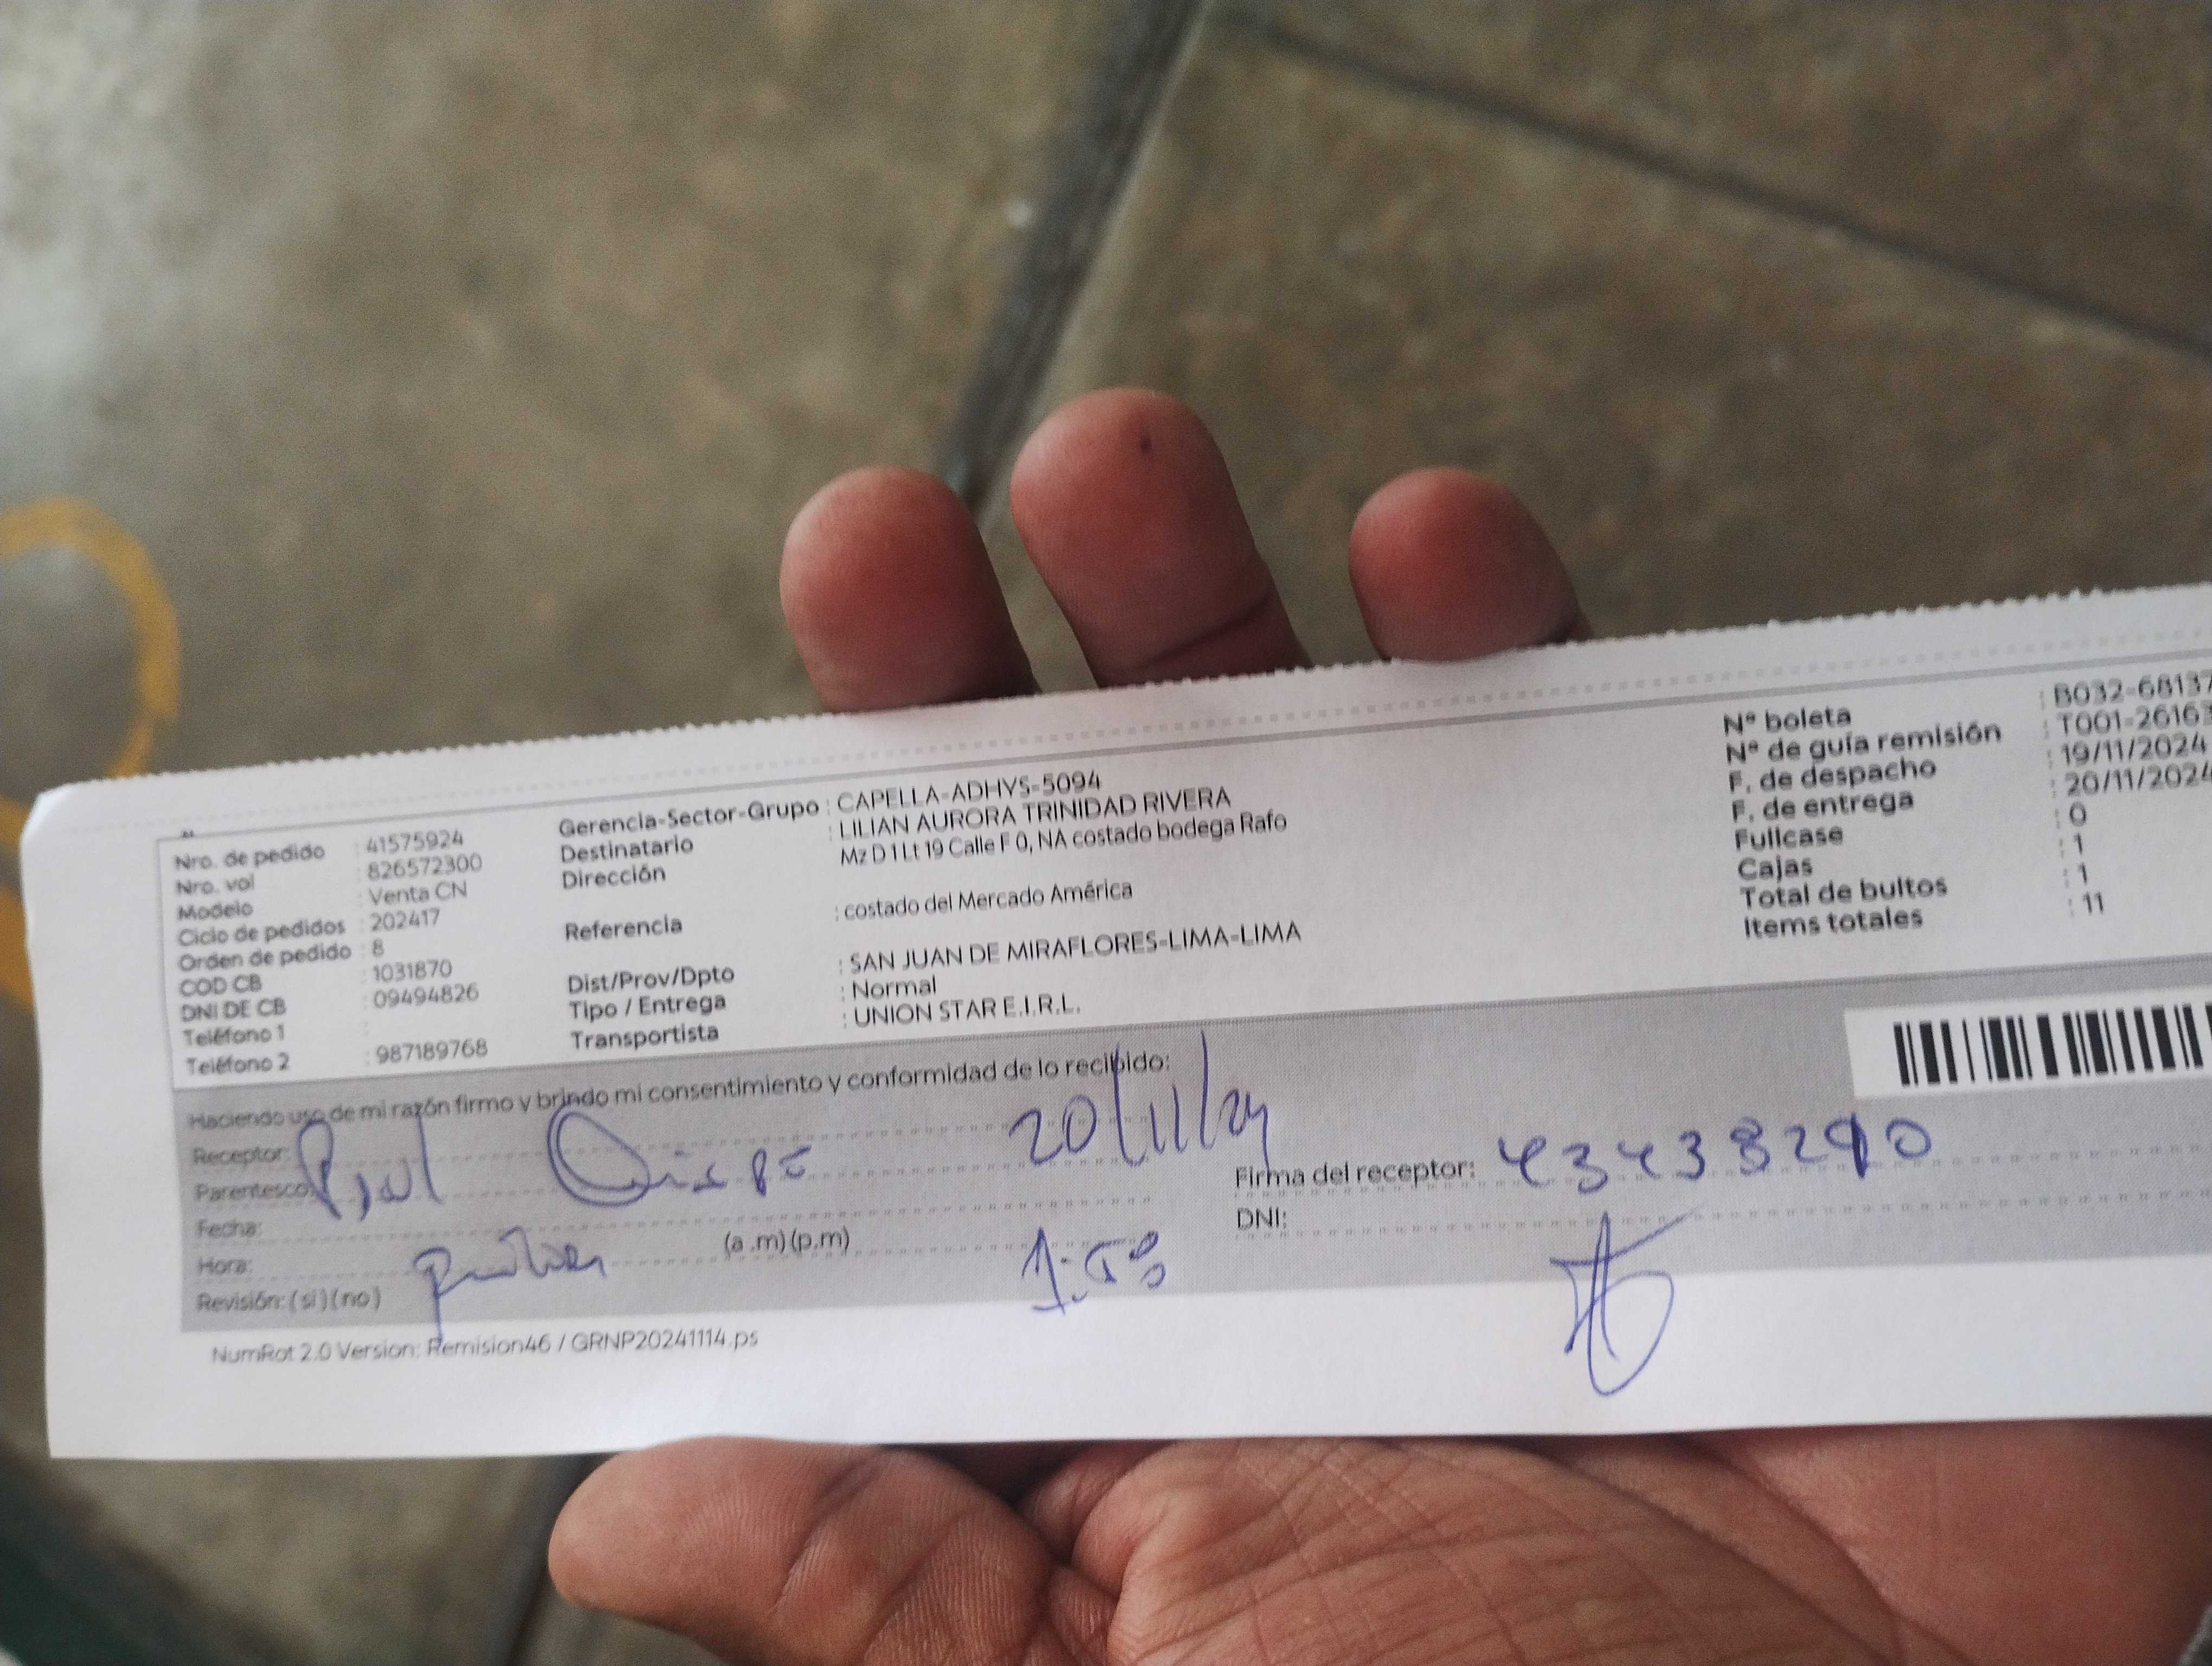 Nro. de pedido : 41575924
Nro. vol : 826572300
Modelo : Venta CN
Ciclo de pedidos : 202417
Orden de pedido : 8
COD CB : 1031870
DNI DE CB : 09494826
Teléfono 1 :
Teléfono 2 : 987189768
Gerencia-Sector-Grupo : CAPELLA-ADHYS-5094
Destinatario : LILIAN AURORA TRINIDAD RIVERA
Dirección : Mz D 1 Lt 19 Calle F 0, NA costado bodega Rafo
Referencia : costado del Mercado América
Dist/Prov/Dpto : SAN JUAN DE MIRAFLORES-LIMA-LIMA
Tipo / Entrega : Normal
Transportista : UNION STAR E.I.R.L.
Nº boleta : B032-68137
Nº de guía remisión : T001-26163
F. de despacho : 19/11/2024
F. de entrega : 20/11/2024
Fullcase : 0
Cajas : 1
Total de bultos : 1
Items totales : 11
Haciendo uso de mi razón firmo y brindo mi consentimiento y conformidad de lo recibido:
Receptor: 20/11/24
Parentesco:
Fecha:
Hora: (a.m) (p.m)
Revisión: (si) (no)
Firma del receptor: 43438290
DNI:
NumRot 2.0 Version: Remision46 / GRNP20241114.ps